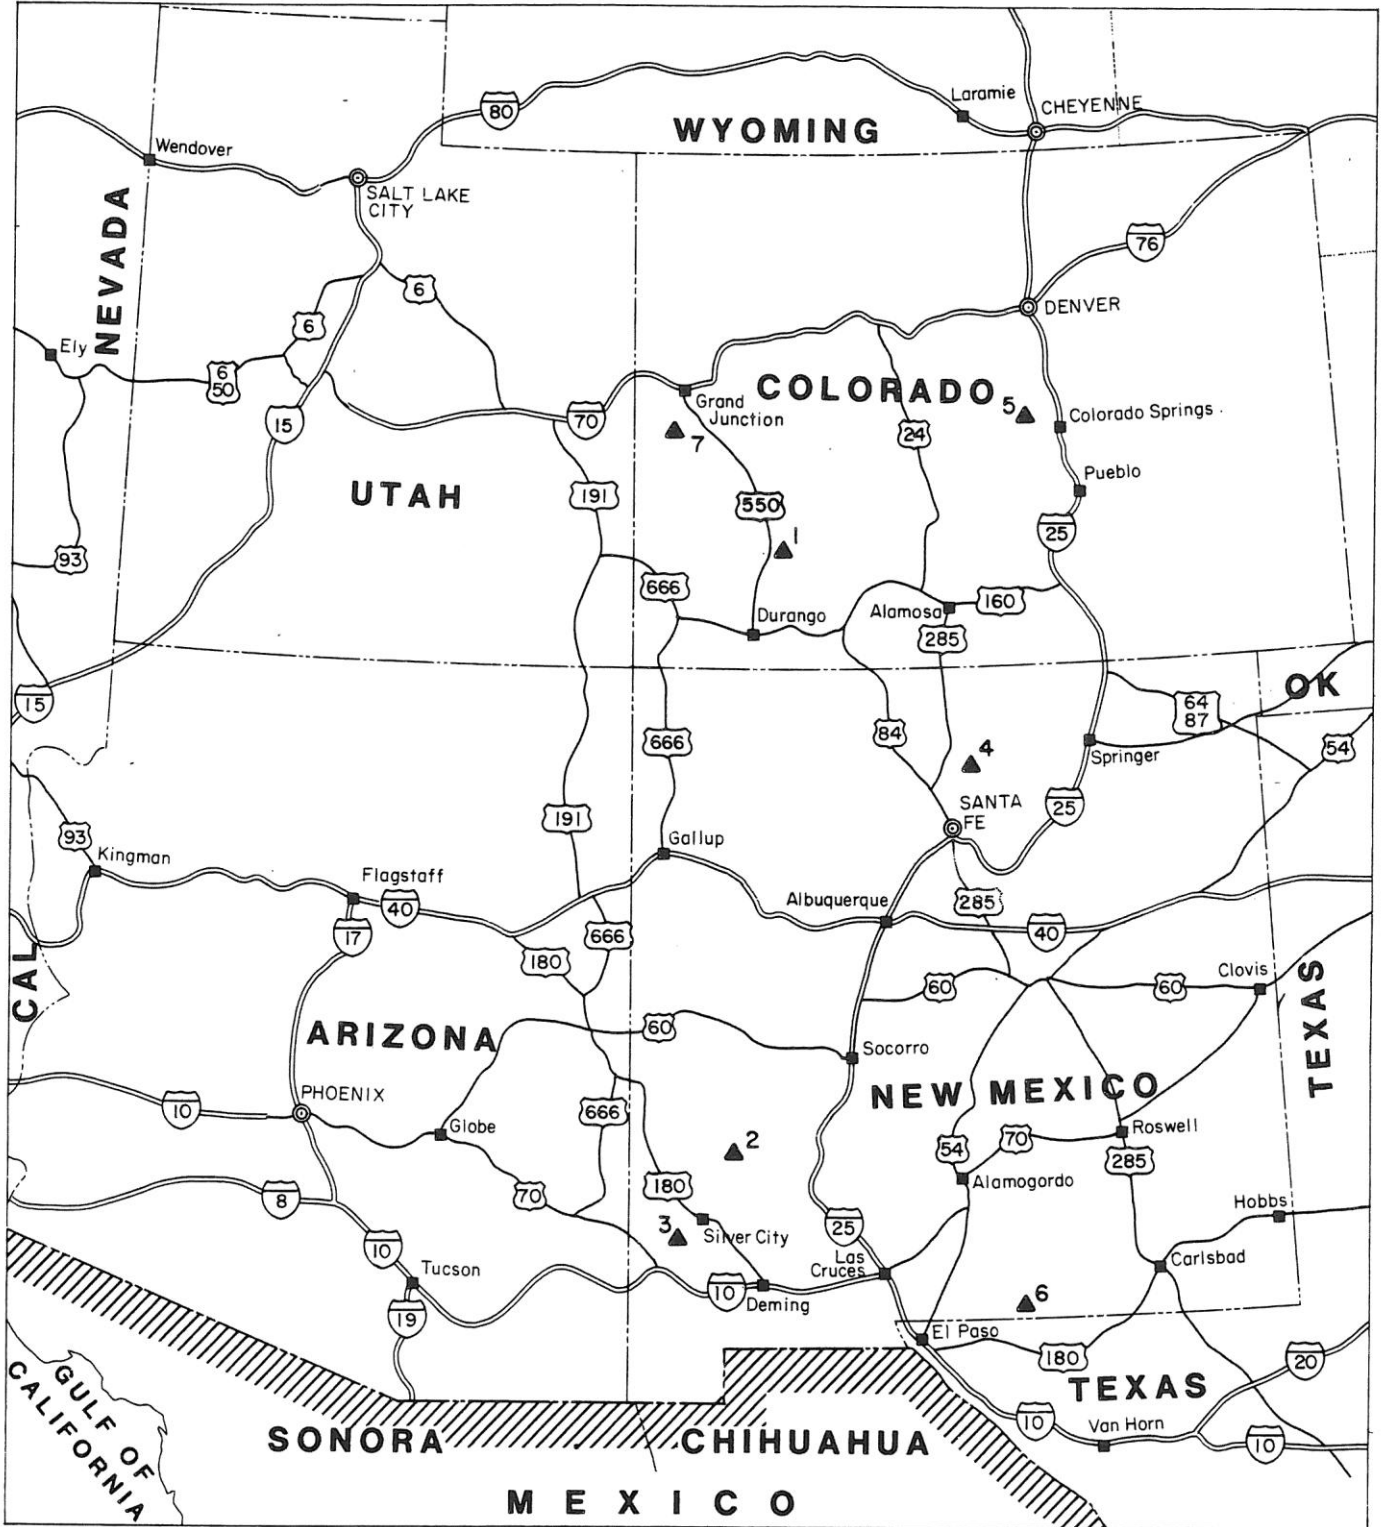 Laramie
CHEYENNE
80
WYOMING
Wendover
SALT LAKE
CITY
NEVADA
76
6
6
DENVER
Ely
6
50
COLORADO
5
Grand
Junction
Colorado Springs
15
70
7
24
UTAH
191
550
Pueblo
1
25
93
666
Durango
Alamosa
160
285
15
OK
64
87
84
666
4
54
Springer
SANTA
FE
25
191
93
Kingman
Gallup
Flagstaff
40
Albuquerque
285
17
666
40
180
CAL
Clovis
60
60
TEXAS
ARIZONA
60
Socorro
NEW MEXICO
PHOENIX
10
666
Globe
Roswell
2
54
70
285
Alamogordo
8
70
180
3
Silver City
25
Hobbs
10
Las
Cruces
Carlsbad
Tucson
10
Deming
6
19
El Paso
180
20
TEXAS
GULF OF
CALIFORNIA
10
Van Horn
10
SONORA
CHIHUAHUA
MEXICO